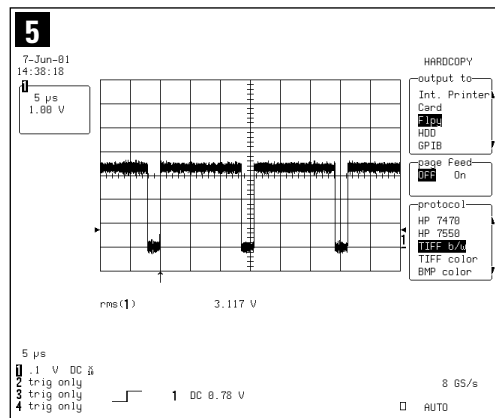 5
7-Jun-01
14:38:18
1
5 µs
1.00 V
HARDCOPY
output to
Int. Printer
Card
Flpy
HDD
GPIB
page feed
OFF On
protocol
HP 7470
HP 7550
TIFF b/w
TIFF color
BMP color
1
rms(1) 3.117 V
5 µs
1 .1 V DC
2 trig only
3 trig only
4 trig only
1 DC 0.78 V
8 GS/s
AUTO